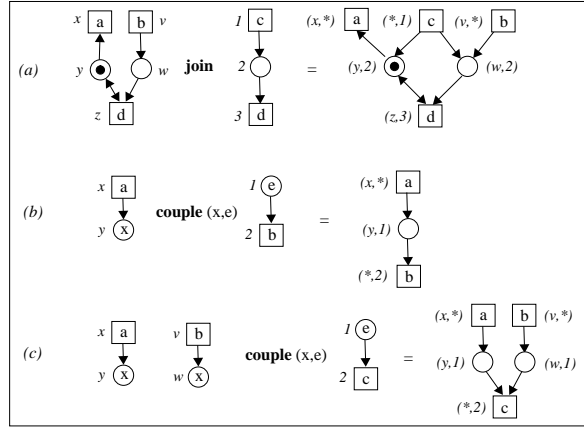 x a b v 1 c (x,*) a (*,1) c (v,*) b
(a) y w join 2 = (y,2) (w,2)
z d 3 d (z,3) d
x a 1 e (x,*) a
(b) couple (x,e) =
y x 2 b (y,1)
(*,2) b
x a v b 1 e (x,*) a b (v,*)
(c) couple (x,e) =
y x w x 2 c (y,1) (w,1)
(*,2) c